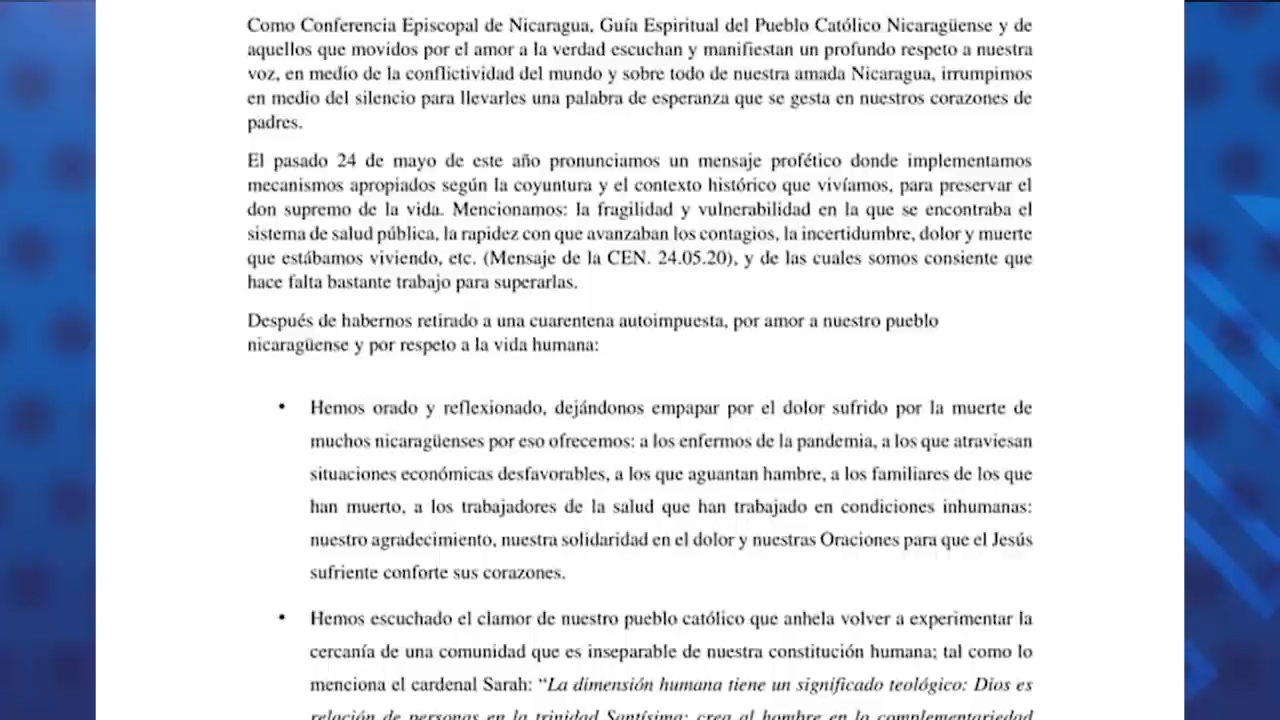 Como Conferencia Episcopal de Nicaragua, Guía Espiritual del Pueblo Católico Nicaragüense y de
aquellos que movidos por el amor a la verdad escuchan y manifiestan un profundo respeto a nuestra
voz, en medio de la conflictividad del mundo y sobre todo de nuestra amada Nicaragua, irrumpimos
en medio del silencio para llevarles una palabra de esperanza que se gesta en nuestros corazones de
padres.
El pasado 24 de mayo de este año pronunciamos un mensaje profético donde implementamos
mecanismos apropiados según la coyuntura y el contexto histórico que vivíamos, para preservar el
don supremo de la vida. Mencionamos: la fragilidad y vulnerabilidad en la que se encontraba el
sistema de salud pública, la rapidez con que avanzaban los contagios, la incertidumbre, dolor y muerte
que estábamos viviendo, etc. (Mensaje de la CEN. 24.05.20), y de las cuales somos consiente que
hace falta bastante trabajo para superarlas.
Después de habernos retirado a una cuarentena autoimpuesta, por amor a nuestro pueblo
nicaragüense y por respeto a la vida humana:
• Hemos orado y reflexionado, dejándonos empapar por el dolor sufrido por la muerte de
muchos nicaragüenses por eso ofrecemos: a los enfermos de la pandemia, a los que atraviesan
situaciones económicas desfavorables, a los que aguantan hambre, a los familiares de los que
han muerto, a los trabajadores de la salud que han trabajado en condiciones inhumanas:
nuestro agradecimiento, nuestra solidaridad en el dolor y nuestras Oraciones para que el Jesús
sufriente conforte sus corazones.
• Hemos escuchado el clamor de nuestro pueblo católico que anhela volver a experimentar la
cercanía de una comunidad que es inseparable de nuestra constitución humana; tal como lo
menciona el cardenal Sarah: “La dimensión humana tiene un significado teológico: Dios es
relación de personas en la trinidad Santísima; crea al hombre en la complementariedad